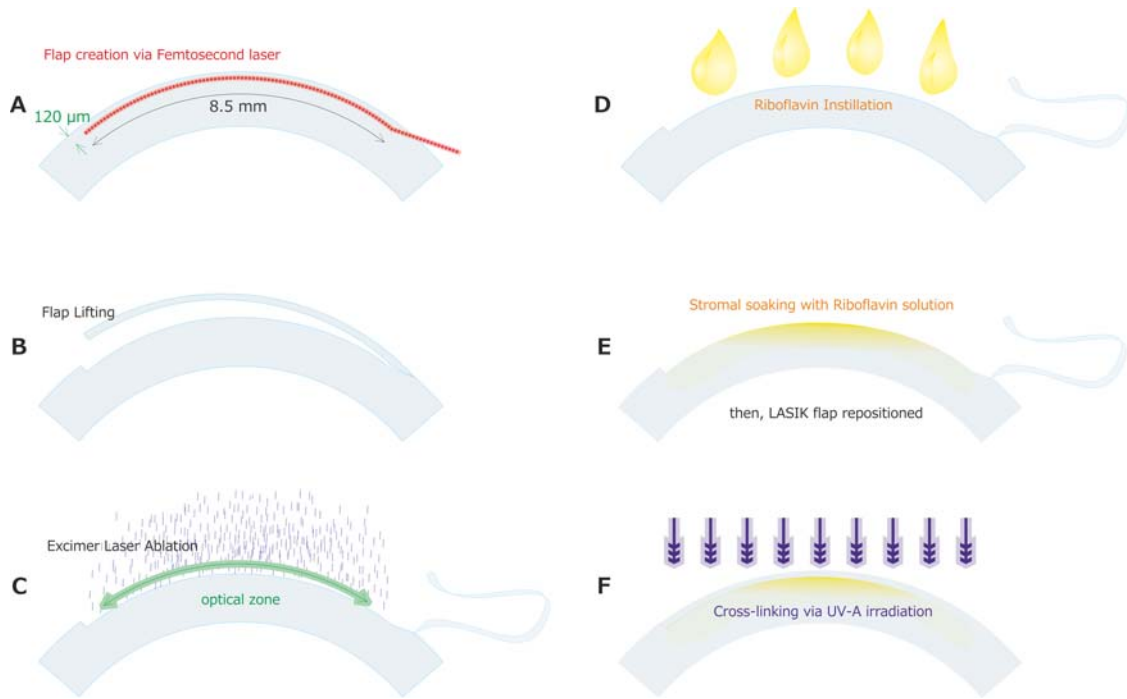 Flap creation via Femtosecond laser
A
120 µm
8.5 mm
Flap Lifting
B
Excimer Laser Ablation
C
optical zone
D
Riboflavin Instillation
Stromal soaking with Riboflavin solution
E
then, LASIK flap repositioned
F
Cross-linking via UV-A irradiation